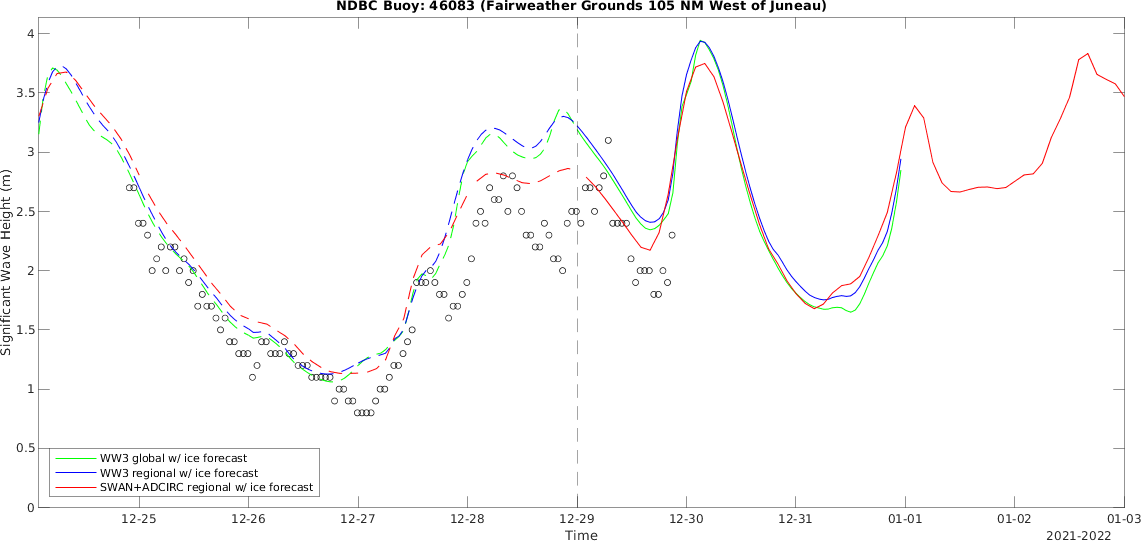 NDBC Buoy: 46083 (Fairweather Grounds 105 NM West of Juneau)
Significant Wave Height (m)
4
3.5
3
2.5
2
1.5
1
0.5
0
WW3 global w/ ice forecast
WW3 regional w/ ice forecast
SWAN+ADCIRC regional w/ ice forecast
12-25 12-26 12-27 12-28 12-29 12-30 12-31 01-01 01-02 01-03
Time
2021-2022